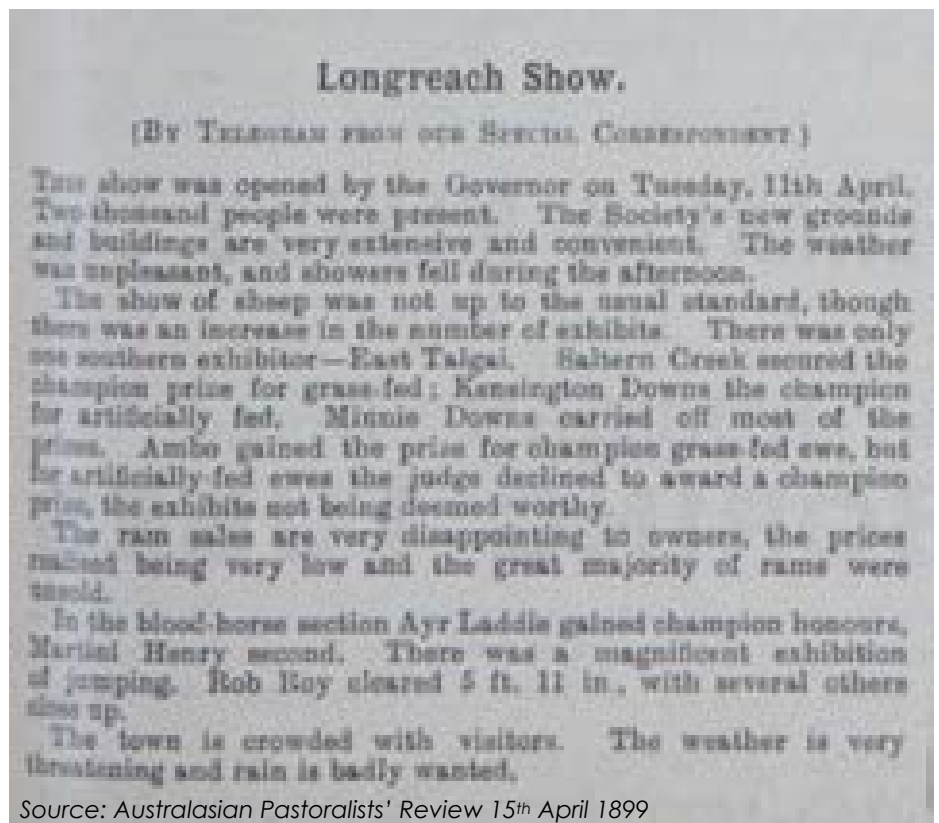 Longreach Show.
(BY TELEGRAM FROM OUR SPECIAL CORRESPONDENT)
THE show was opened by the Governor on Tuesday, 11th April.
Two thousand people were present. The Society's new grounds
and buildings are very extensive and convenient. The weather
was unpleasant, and showers fell during the afternoon.
The show of sheep was not up to the usual standard, though
there was an increase in the number of exhibits. There was only
one southern exhibitor—East Talgai. Saltern Creek secured the
champion prize for grass-fed; Kensington Downs the champion
for artificially fed. Minnie Downs carried off most of the
prizes. Ambo gained the prize for champion grass-fed ewe, but
for artificially-fed ewes the judge declined to award a champion
prize, the exhibits not being deemed worthy.
The ram sales are very disappointing to owners, the prices
realised being very low and the great majority of rams were
unsold.
In the blood-horse section Ayr Laddie gained champion honours,
Martini Henry second. There was a magnificent exhibition
of jumping. Rob Roy cleared 5 ft. 11 in., with several others
close up.
The town is crowded with visitors. The weather is very
threatening and rain is badly wanted.
Source: Australasian Pastoralists' Review 15th April 1899